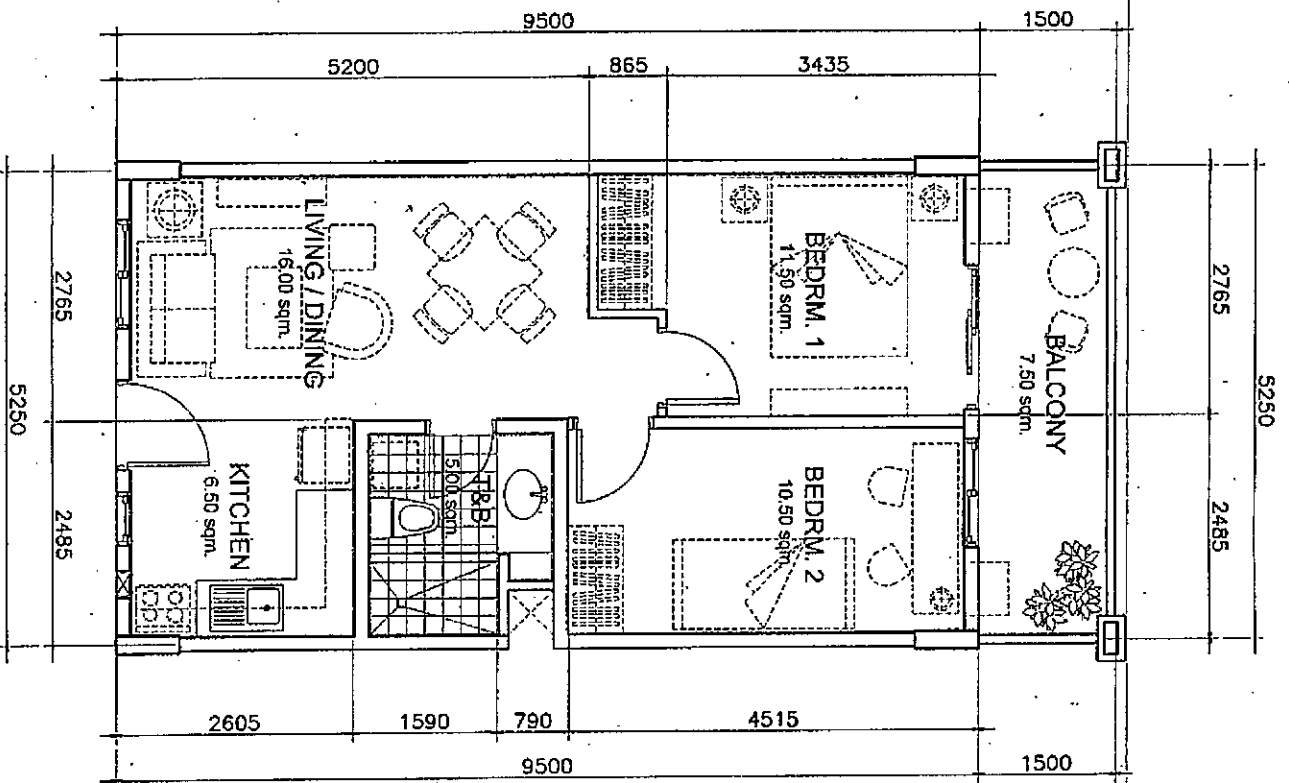 9500
1500
5200
865
3435
LIVING / DINING
16.00 sqm.
BEDRM. 1
11.50 sqm.
BALCONY
7.50 sqm.
2765
2485
5250
2765
2485
5250
KITCHEN
6.50 sqm.
T&B
5.00 sqm.
BEDRM. 2
10.50 sqm.
2605
1590
790
4515
9500
1500